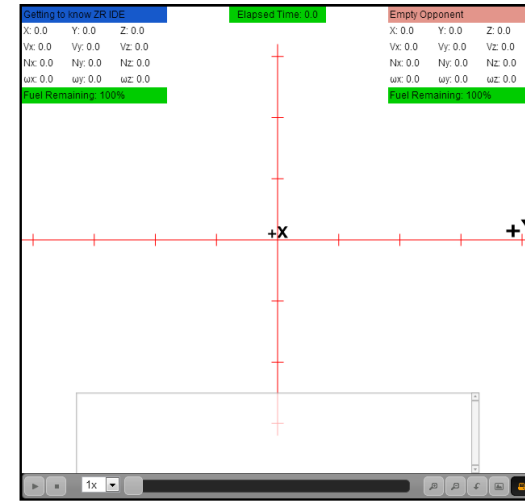 Getting to know ZR IDE
Elapsed Time: 0.0
Empty Opponent
X: 0.0 Y: 0.0 Z: 0.0
Vx: 0.0 Vy: 0.0 Vz: 0.0
Nx: 0.0 Ny: 0.0 Nz: 0.0
ωx: 0.0 ωy: 0.0 ωz: 0.0
Fuel Remaining: 100%
X: 0.0 Y: 0.0 Z: 0.0
Vx: 0.0 Vy: 0.0 Vz: 0.0
Nx: 0.0 Ny: 0.0 Nz: 0.0
ωx: 0.0 ωy: 0.0 ωz: 0.0
Fuel Remaining: 100%
+X
+
1x